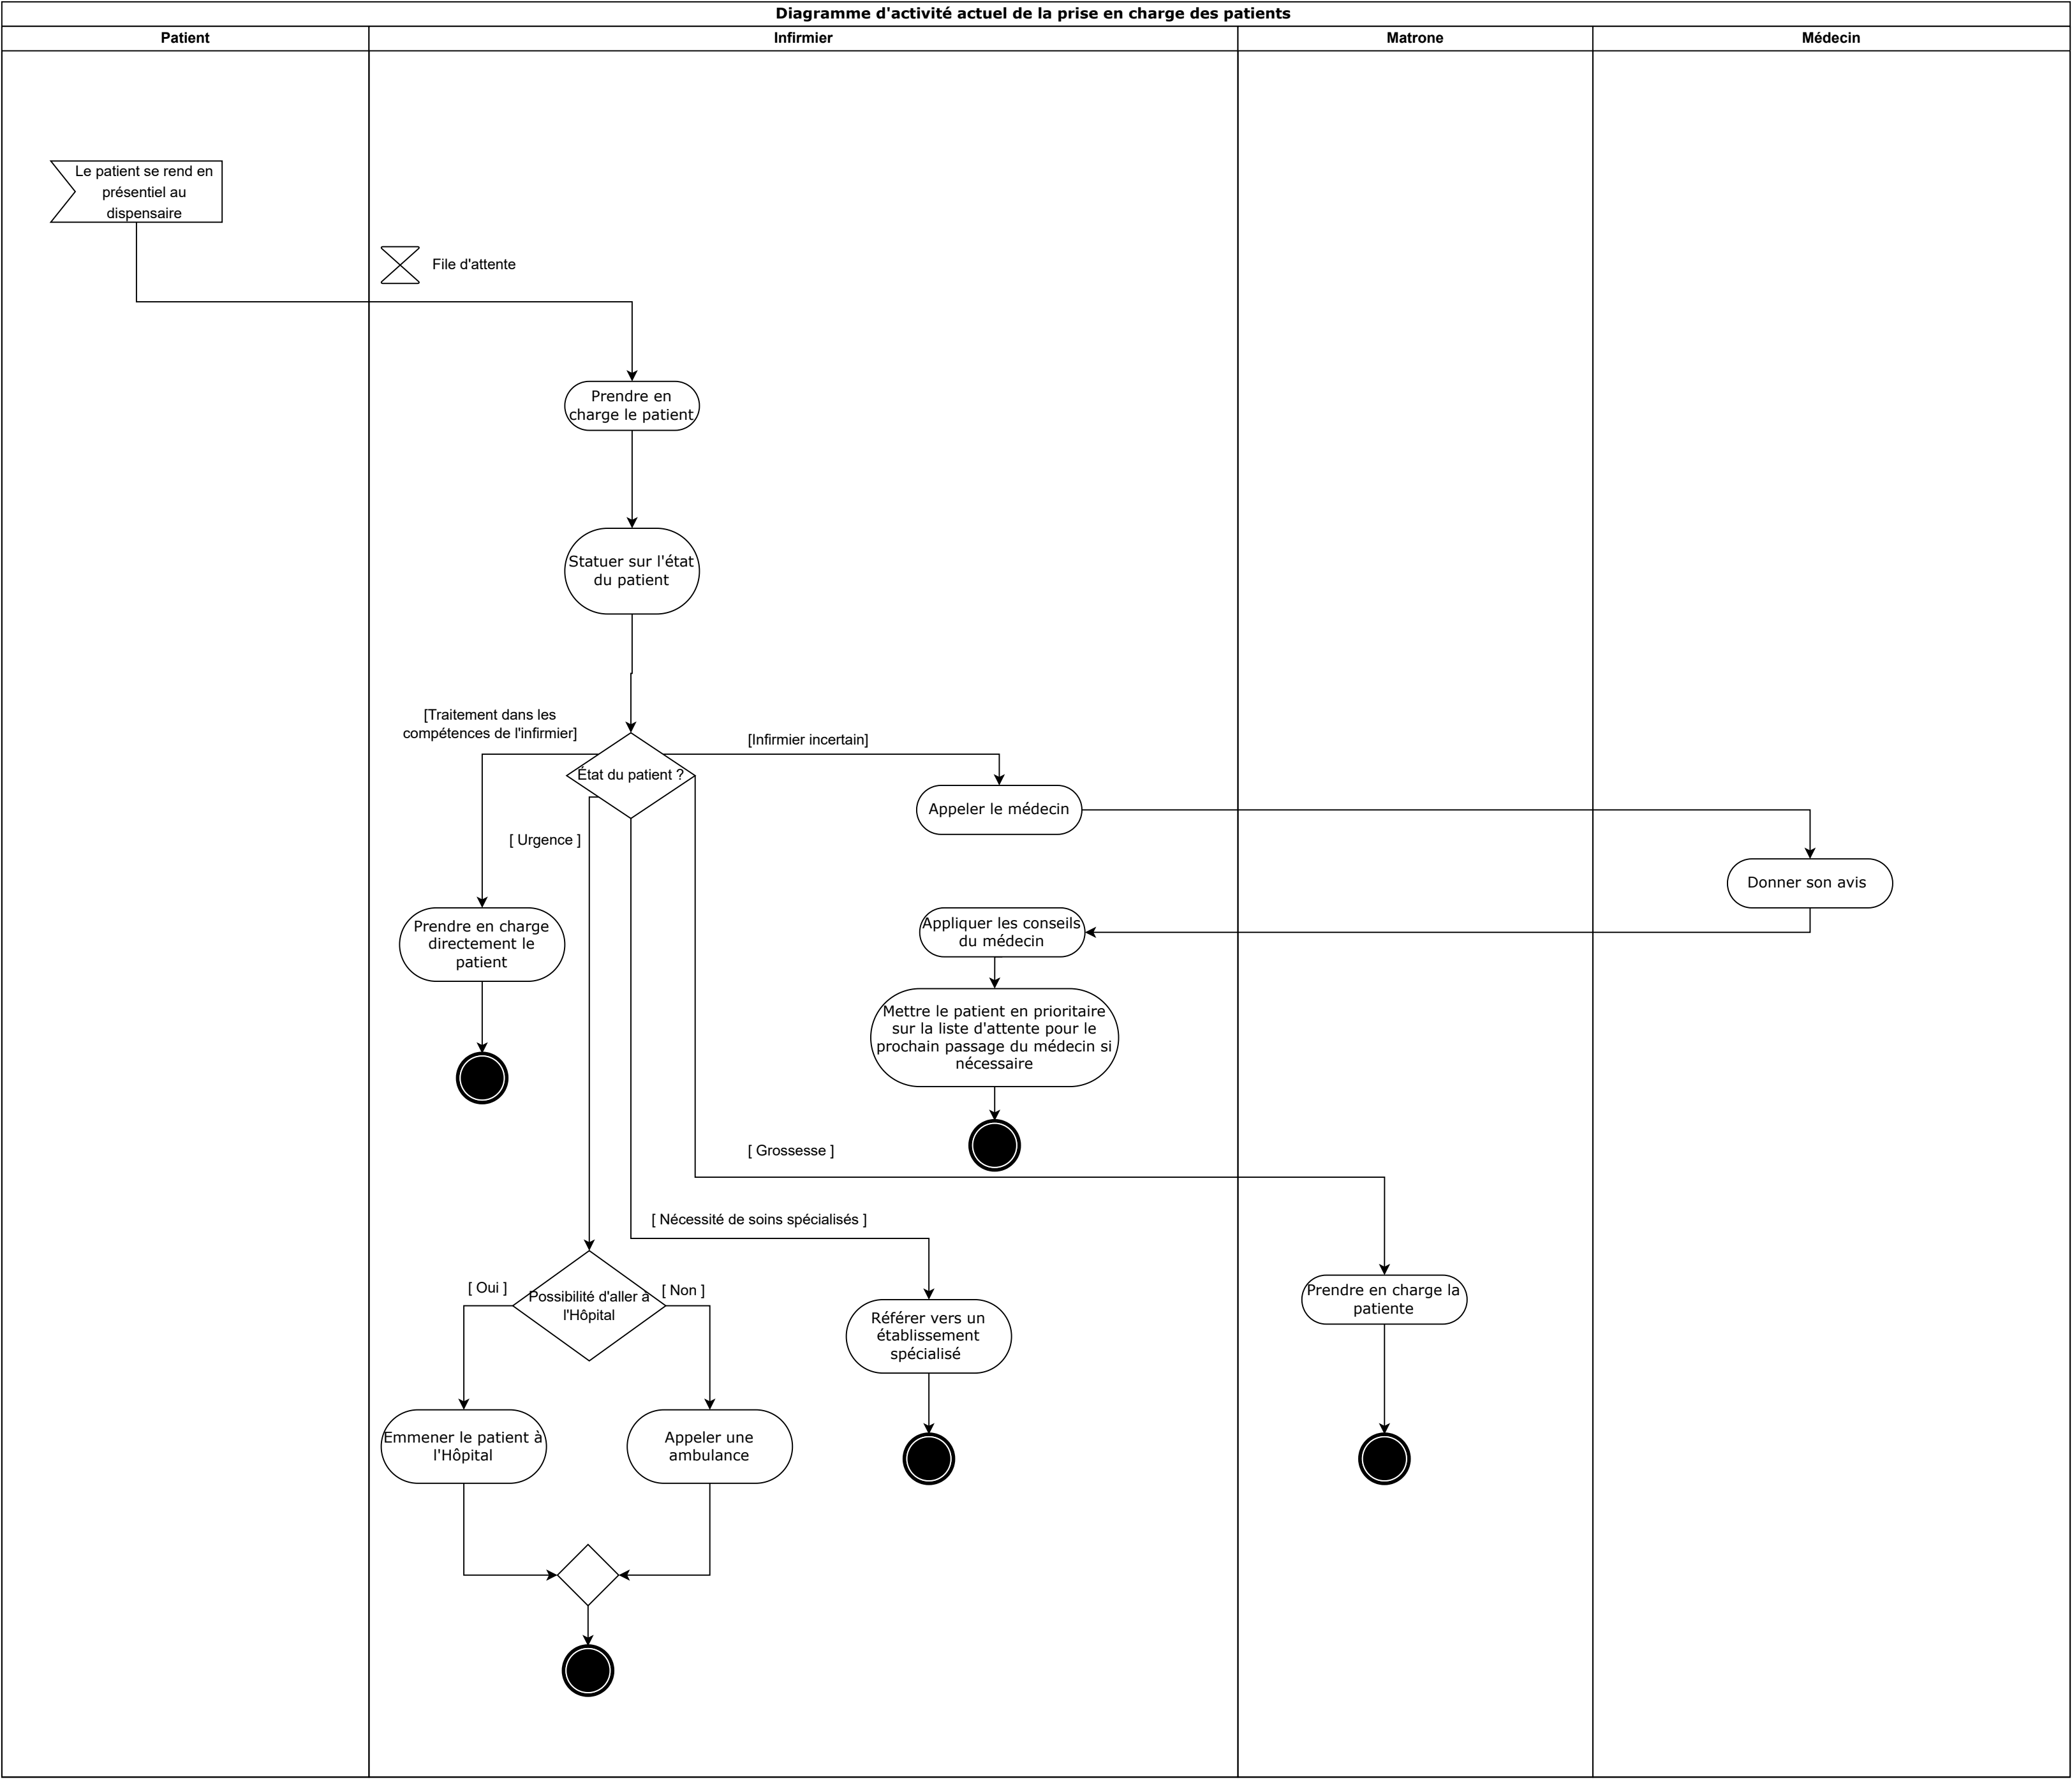 Diagramme d'activité actuel de la prise en charge des patients
Patient
Infirmier
Matrone
Médecin
Le patient se rend en
présentiel au
dispensaire
File d'attente
Prendre en
charge le patient
Statuer sur l'état
du patient
[Traitement dans les
compétences de l'infirmier]
[Infirmier incertain]
État du patient ?
Appeler le médecin
[ Urgence ]
Donner son avis
Prendre en charge
directement le
patient
Appliquer les conseils
du médecin
Mettre le patient en prioritaire
sur la liste d'attente pour le
prochain passage du médecin si
nécessaire
[ Grossesse ]
[ Nécessité de soins spécialisés ]
[ Oui ]
Possibilité d'aller à
l'Hôpital
[ Non ]
Référer vers un
établissement
spécialisé
Prendre en charge la
patiente
Emmener le patient à
l'Hôpital
Appeler une
ambulance